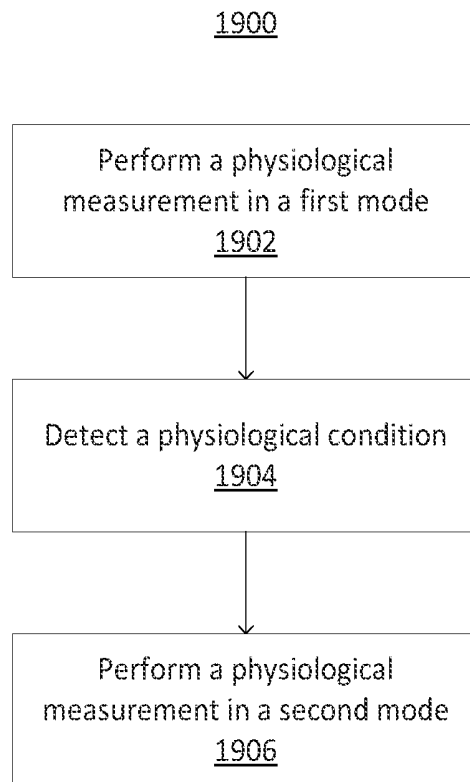 1900
Perform a physiological
measurement in a first mode
1902
Detect a physiological condition
1904
Perform a physiological
measurement in a second mode
1906